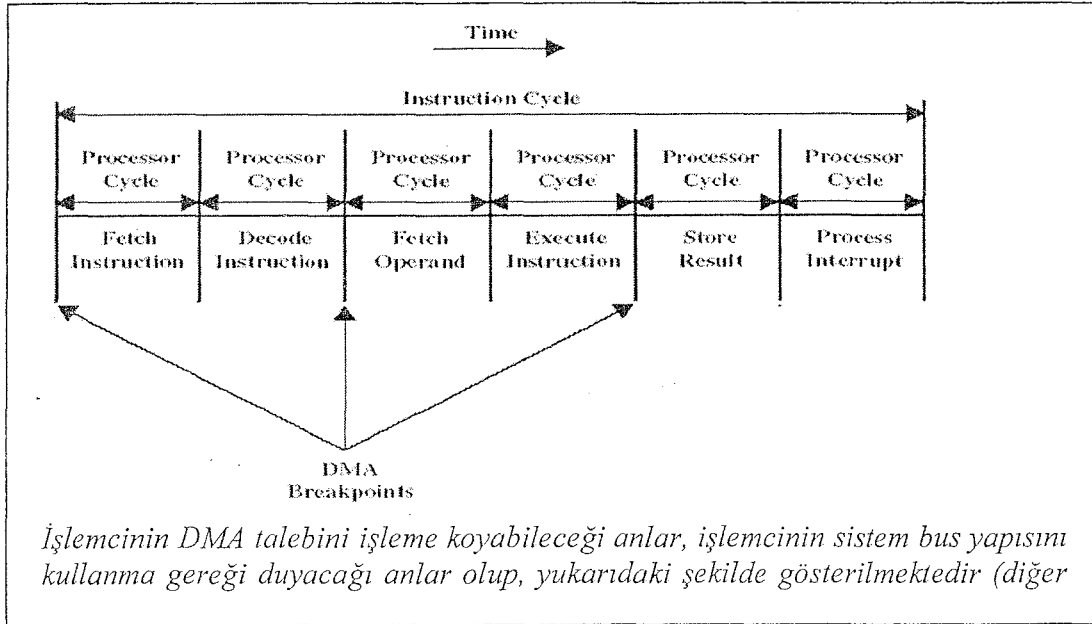 Time
Instruction Cycle
Processor Processor Processor Processor Processor Processor
Cycle Cycle Cycle Cycle Cycle Cycle
Fetch Decode Fetch Execute Store Process
Instruction Instruction Operand Instruction Result Interrupt
DMA
Breakpoints
İşlemcinin DMA talebini işleme koyabileceği anlar, işlemcinin sistem bus yapısını
kullanma gereği duyacağı anlar olup, yukarıdaki şekilde gösterilmektedir (diğer